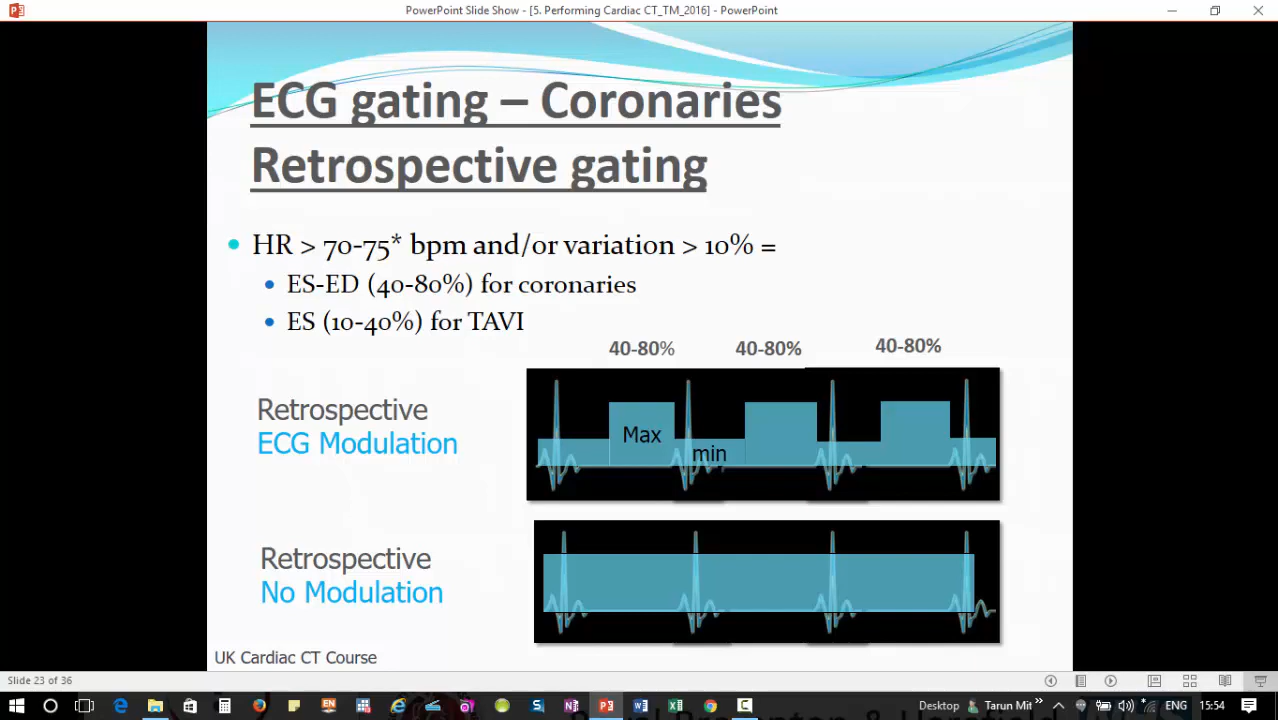 PowerPoint Slide Show - [5. Performing Cardiac CT_TM_2016] - PowerPoint
ECG gating – Coronaries
Retrospective gating
HR > 70-75* bpm and/or variation > 10% =
ES-ED (40-80%) for coronaries
ES (10-40%) for TAVI
40-80% 40-80% 40-80%
Retrospective
ECG Modulation
Max
min
Retrospective
No Modulation
UK Cardiac CT Course
Slide 23 of 36
Desktop Tarun Mit ENG 15:54